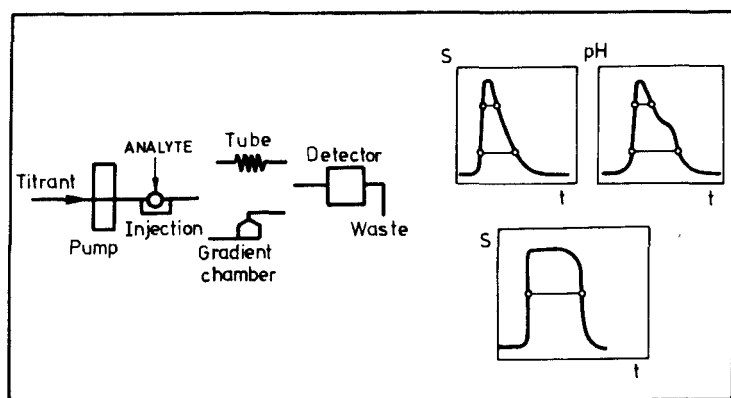 Titrant
Pump
ANALYTE
Injection
Tube
Gradient
chamber
Detector
Waste
S
t
pH
t
S
t